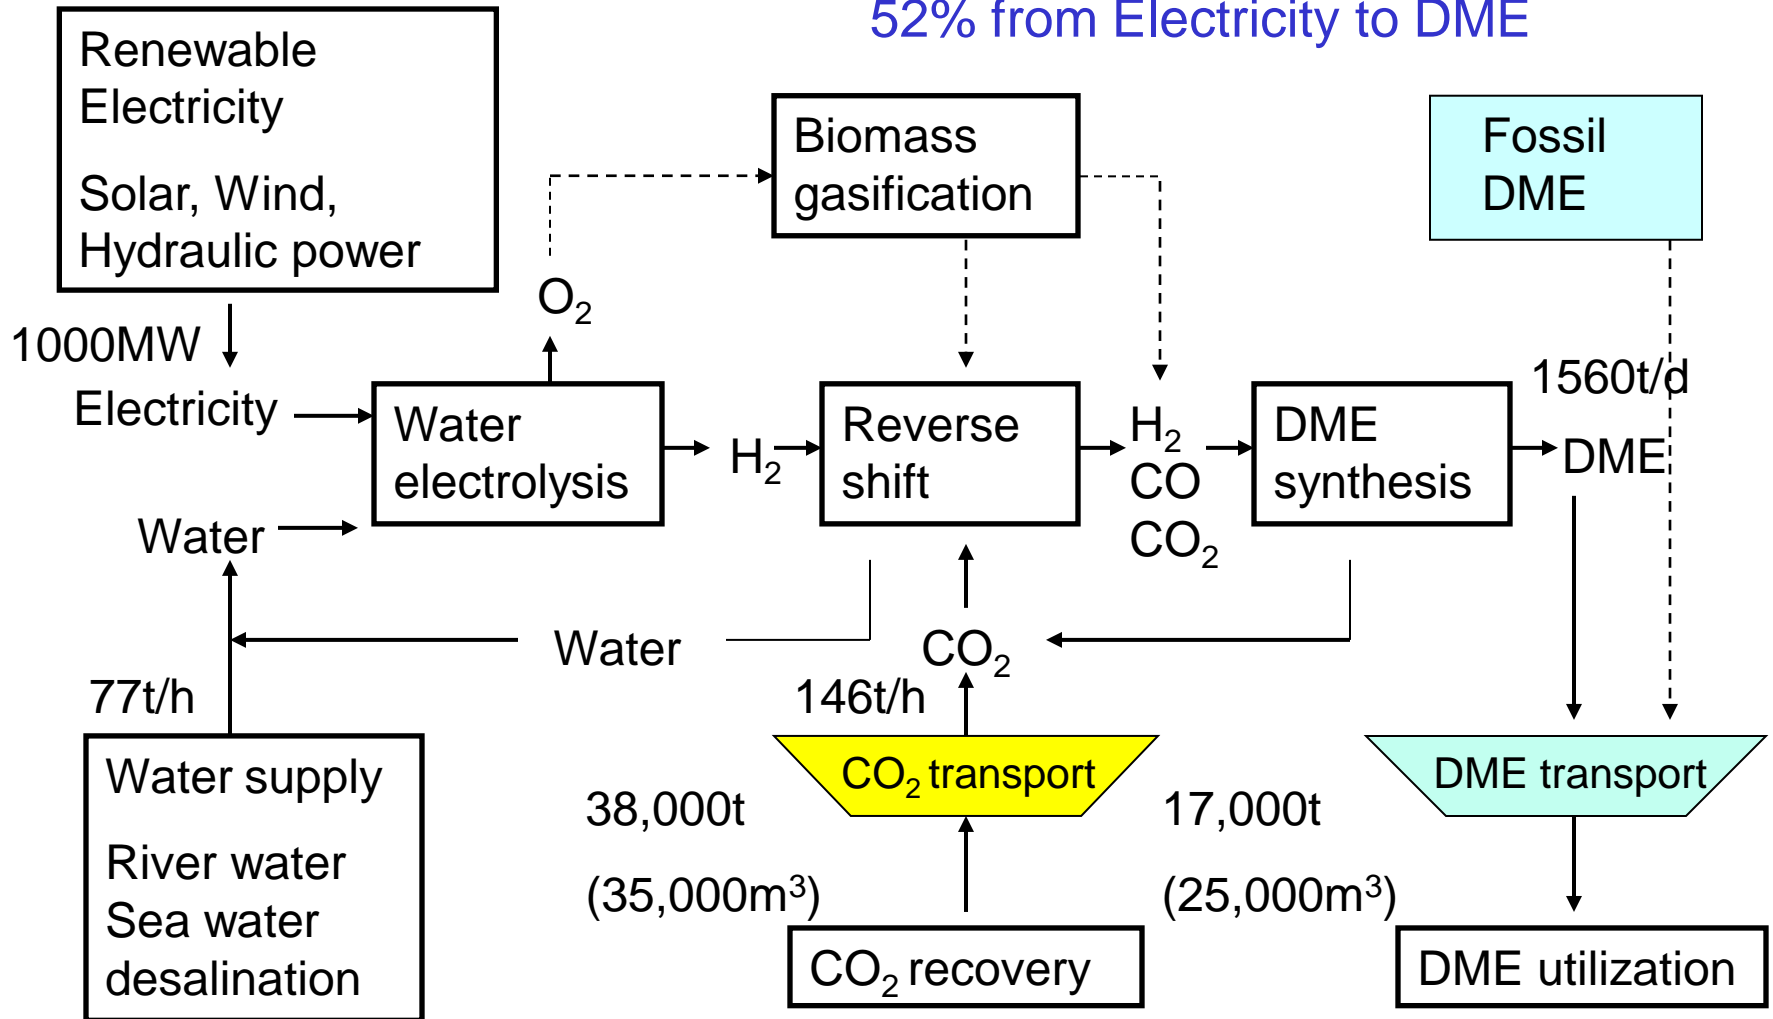 52% from Electricity to DME
Renewable
Electricity
Solar, Wind,
Hydraulic power
Biomass
gasification
Fossil
DME
O₂
1000MW
Electricity
Water
electrolysis
H₂
Reverse
shift
H₂
CO
CO₂
DME
synthesis
1560t/d
DME
Water
Water
CO₂
77t/h
146t/h
Water supply
River water
Sea water
desalination
CO₂ transport
38,000t
(35,000m³)
DME transport
17,000t
(25,000m³)
CO₂ recovery
DME utilization